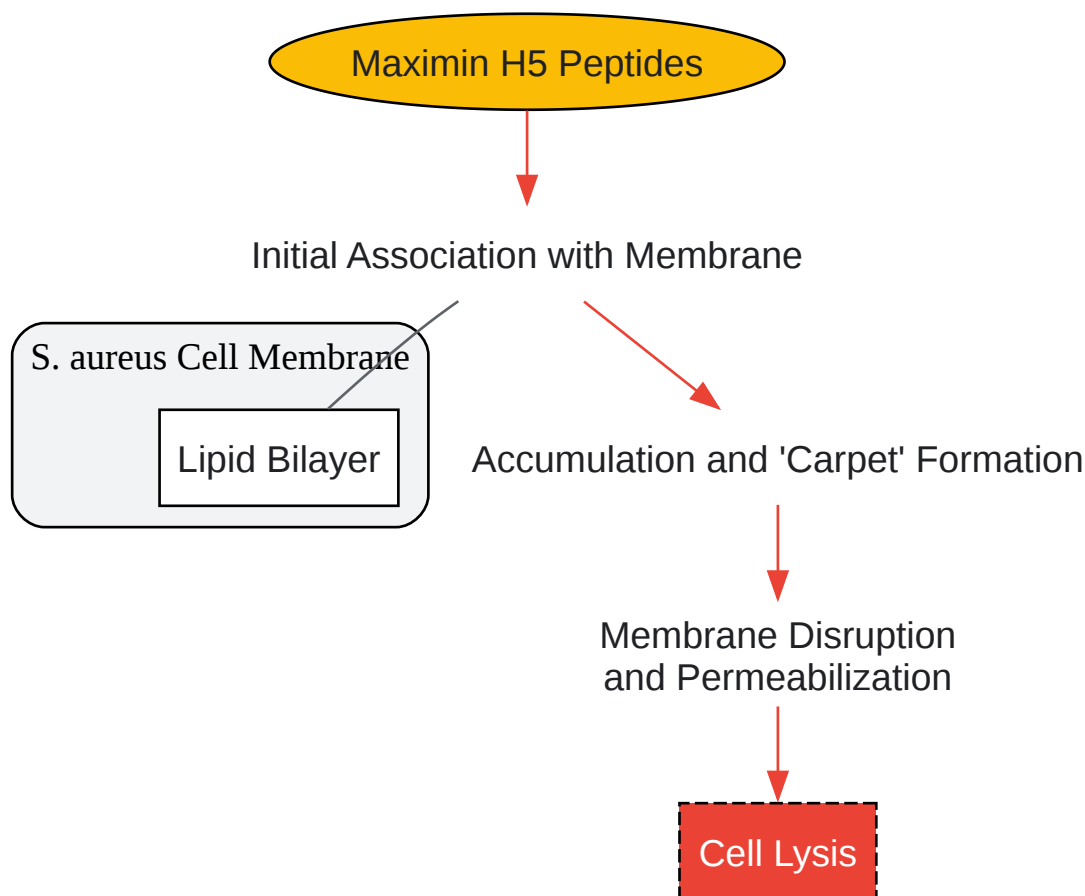 Maximin H5 Peptides
Initial Association with Membrane
S. aureus Cell Membrane
Lipid Bilayer
Accumulation and 'Carpet' Formation
Membrane Disruption
and Permeabilization
Cell Lysis